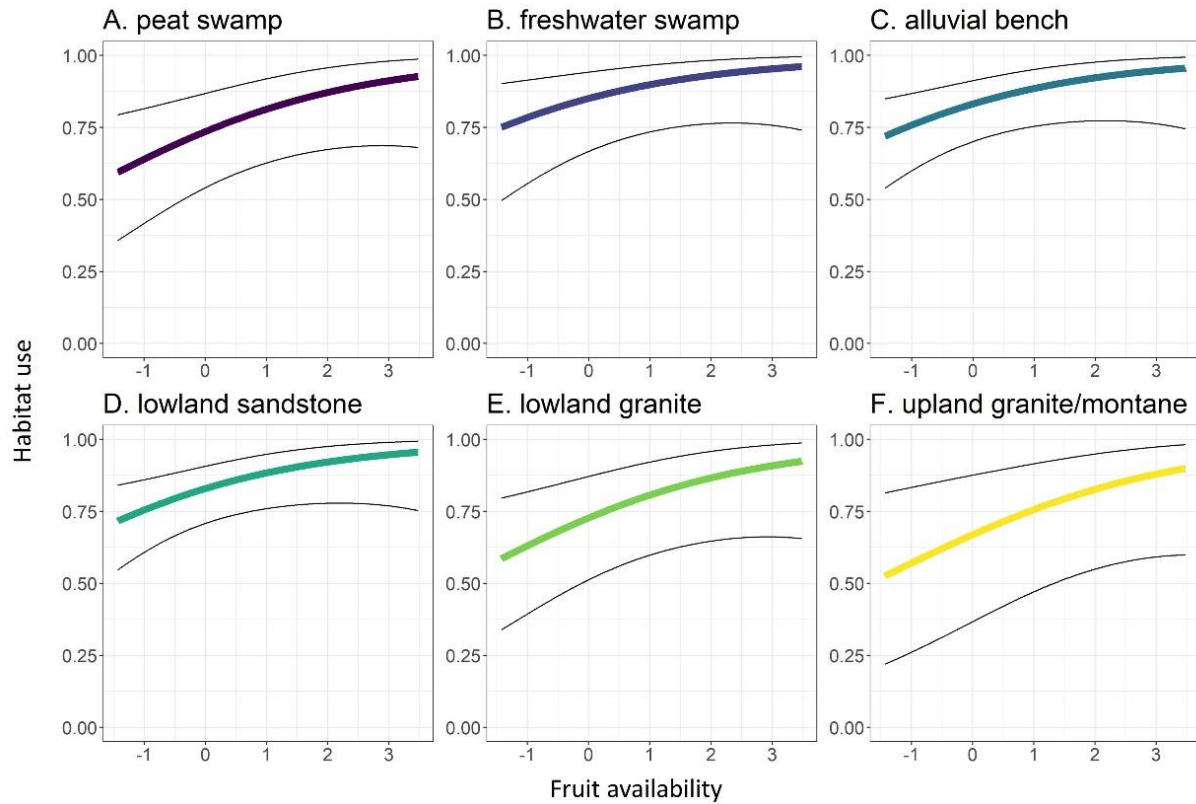 A. peat swamp
B. freshwater swamp
C. alluvial bench
1.00
0.75
0.50
0.25
0.00
-1 0 1 2 3
1.00
0.75
0.50
0.25
0.00
-1 0 1 2 3
1.00
0.75
0.50
0.25
0.00
-1 0 1 2 3
Habitat use
D. lowland sandstone
E. lowland granite
F. upland granite/montane
1.00
0.75
0.50
0.25
0.00
-1 0 1 2 3
1.00
0.75
0.50
0.25
0.00
-1 0 1 2 3
1.00
0.75
0.50
0.25
0.00
-1 0 1 2 3
Fruit availability